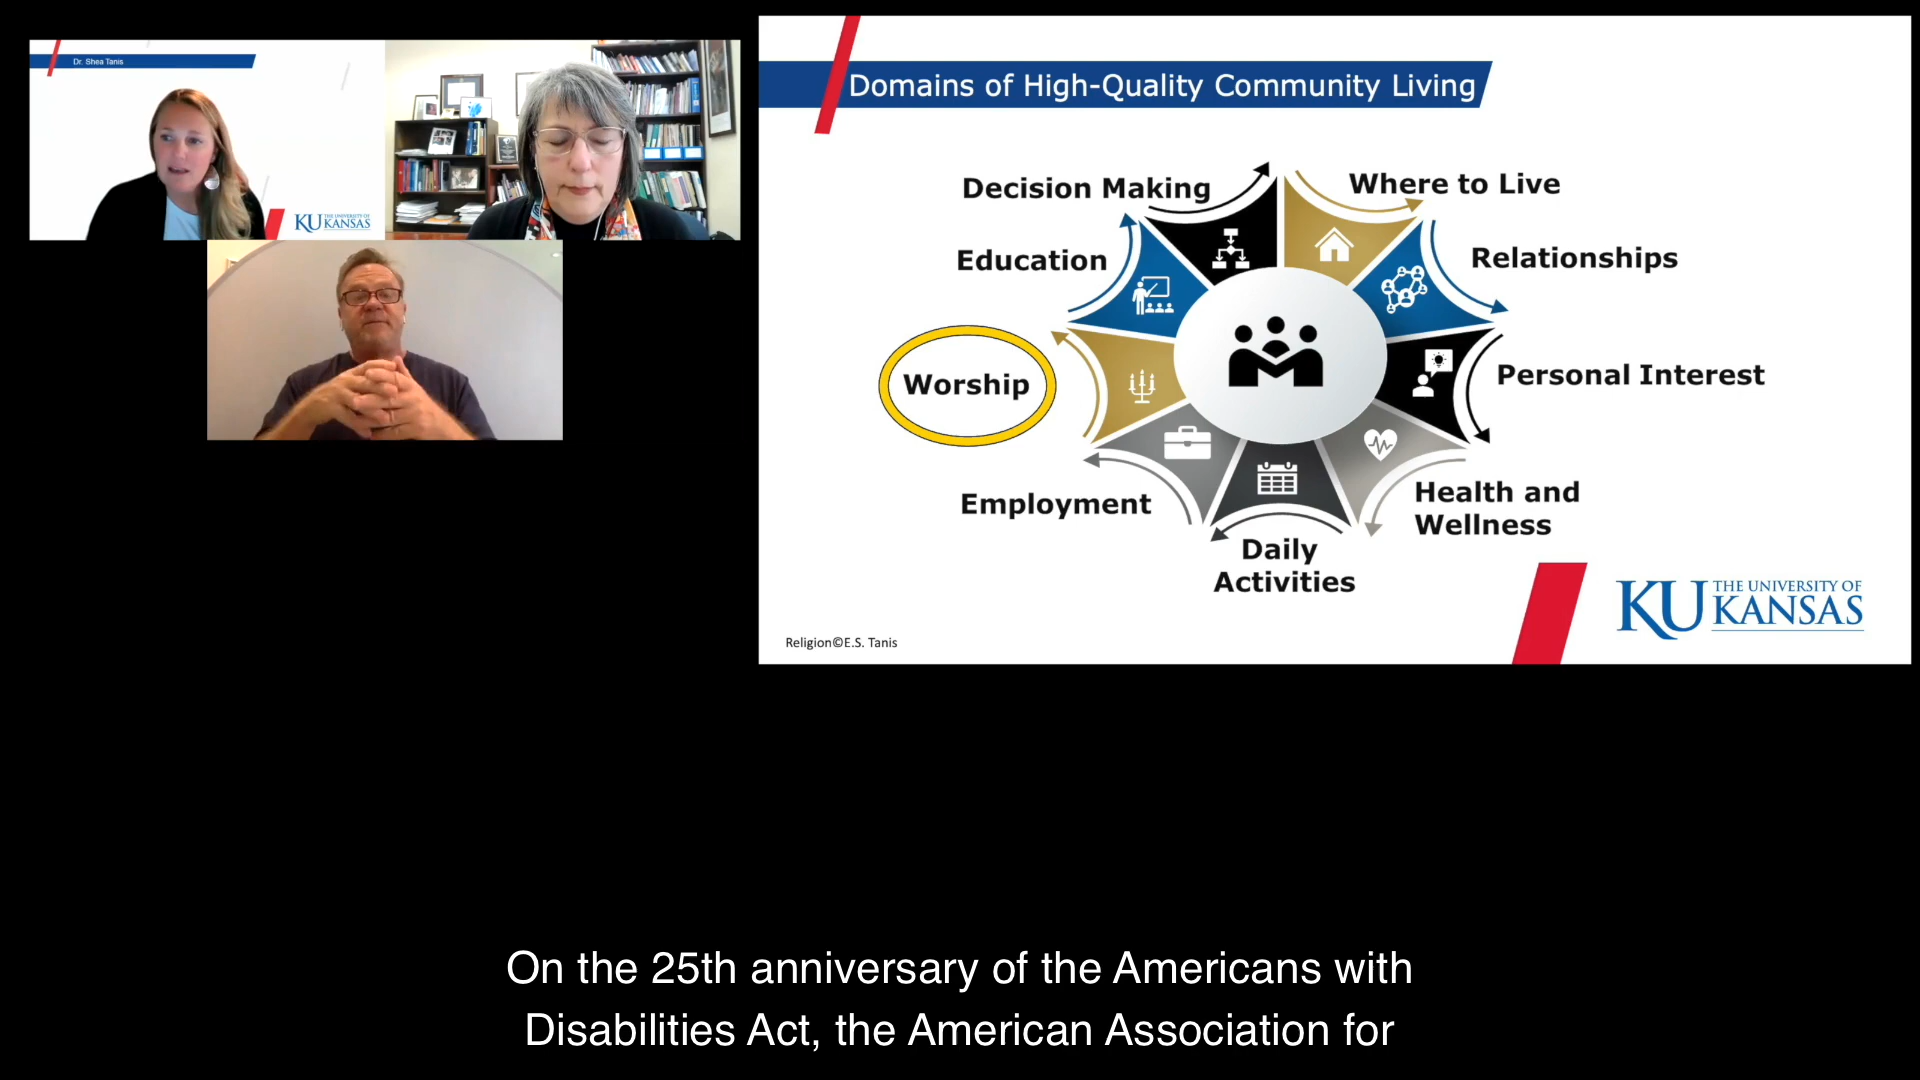 Dr. Shea Tanis
KU THE UNIVERSITY OF
KANSAS
Domains of High-Quality Community Living
Decision Making
Where to Live
Education
Relationships
Worship
Personal Interest
Employment
Health and
Wellness
Daily
Activities
Religion©E.S. Tanis
KU THE UNIVERSITY OF
KANSAS
On the 25th anniversary of the Americans with
Disabilities Act, the American Association for